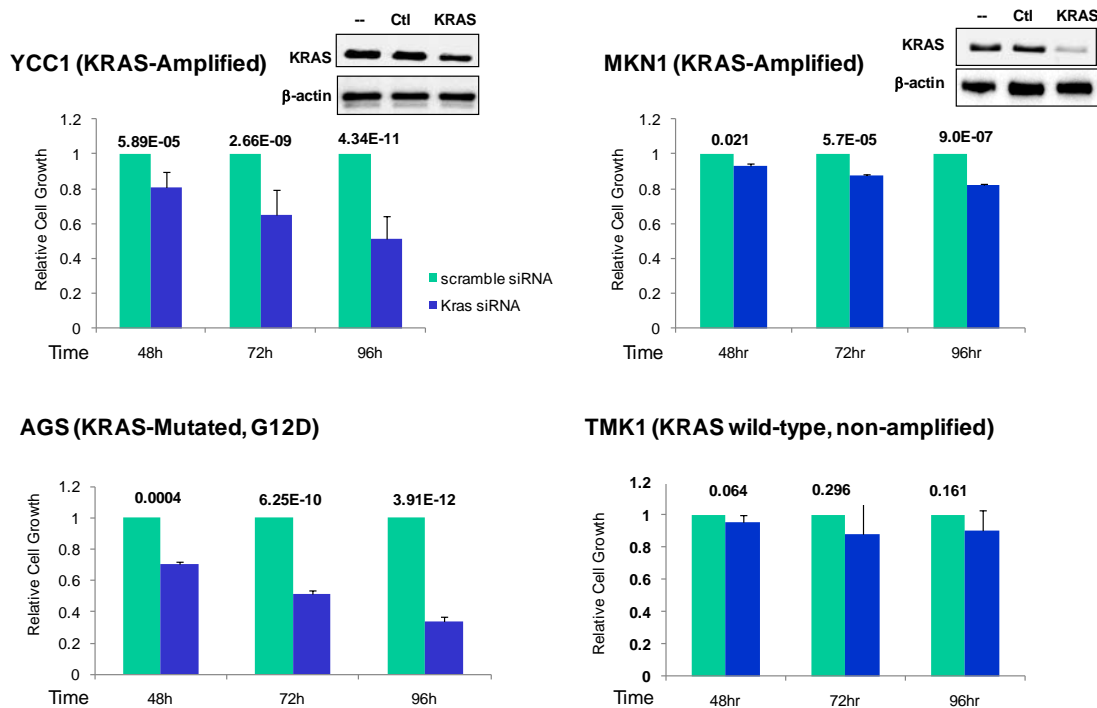 -- Ctl KRAS
YCC1 (KRAS-Amplified)
KRAS
β-actin
1.2
1
0.8
0.6
0.4
0.2
0
Relative Cell Growth
5.89E-05 2.66E-09 4.34E-11
scramble siRNA
Kras siRNA
Time 48h 72h 96h
-- Ctl KRAS
MKN1 (KRAS-Amplified)
KRAS
β-actin
1.2
1
0.8
0.6
0.4
0.2
0
Relative Cell Growth
0.021 5.7E-05 9.0E-07
Time 48hr 72hr 96hr
AGS (KRAS-Mutated, G12D)
1.2
1
0.8
0.6
0.4
0.2
0
Relative Cell Growth
0.0004 6.25E-10 3.91E-12
Time 48h 72h 96h
TMK1 (KRAS wild-type, non-amplified)
1.2
1
0.8
0.6
0.4
0.2
0
Relative Cell Growth
0.064 0.296 0.161
Time 48hr 72hr 96hr